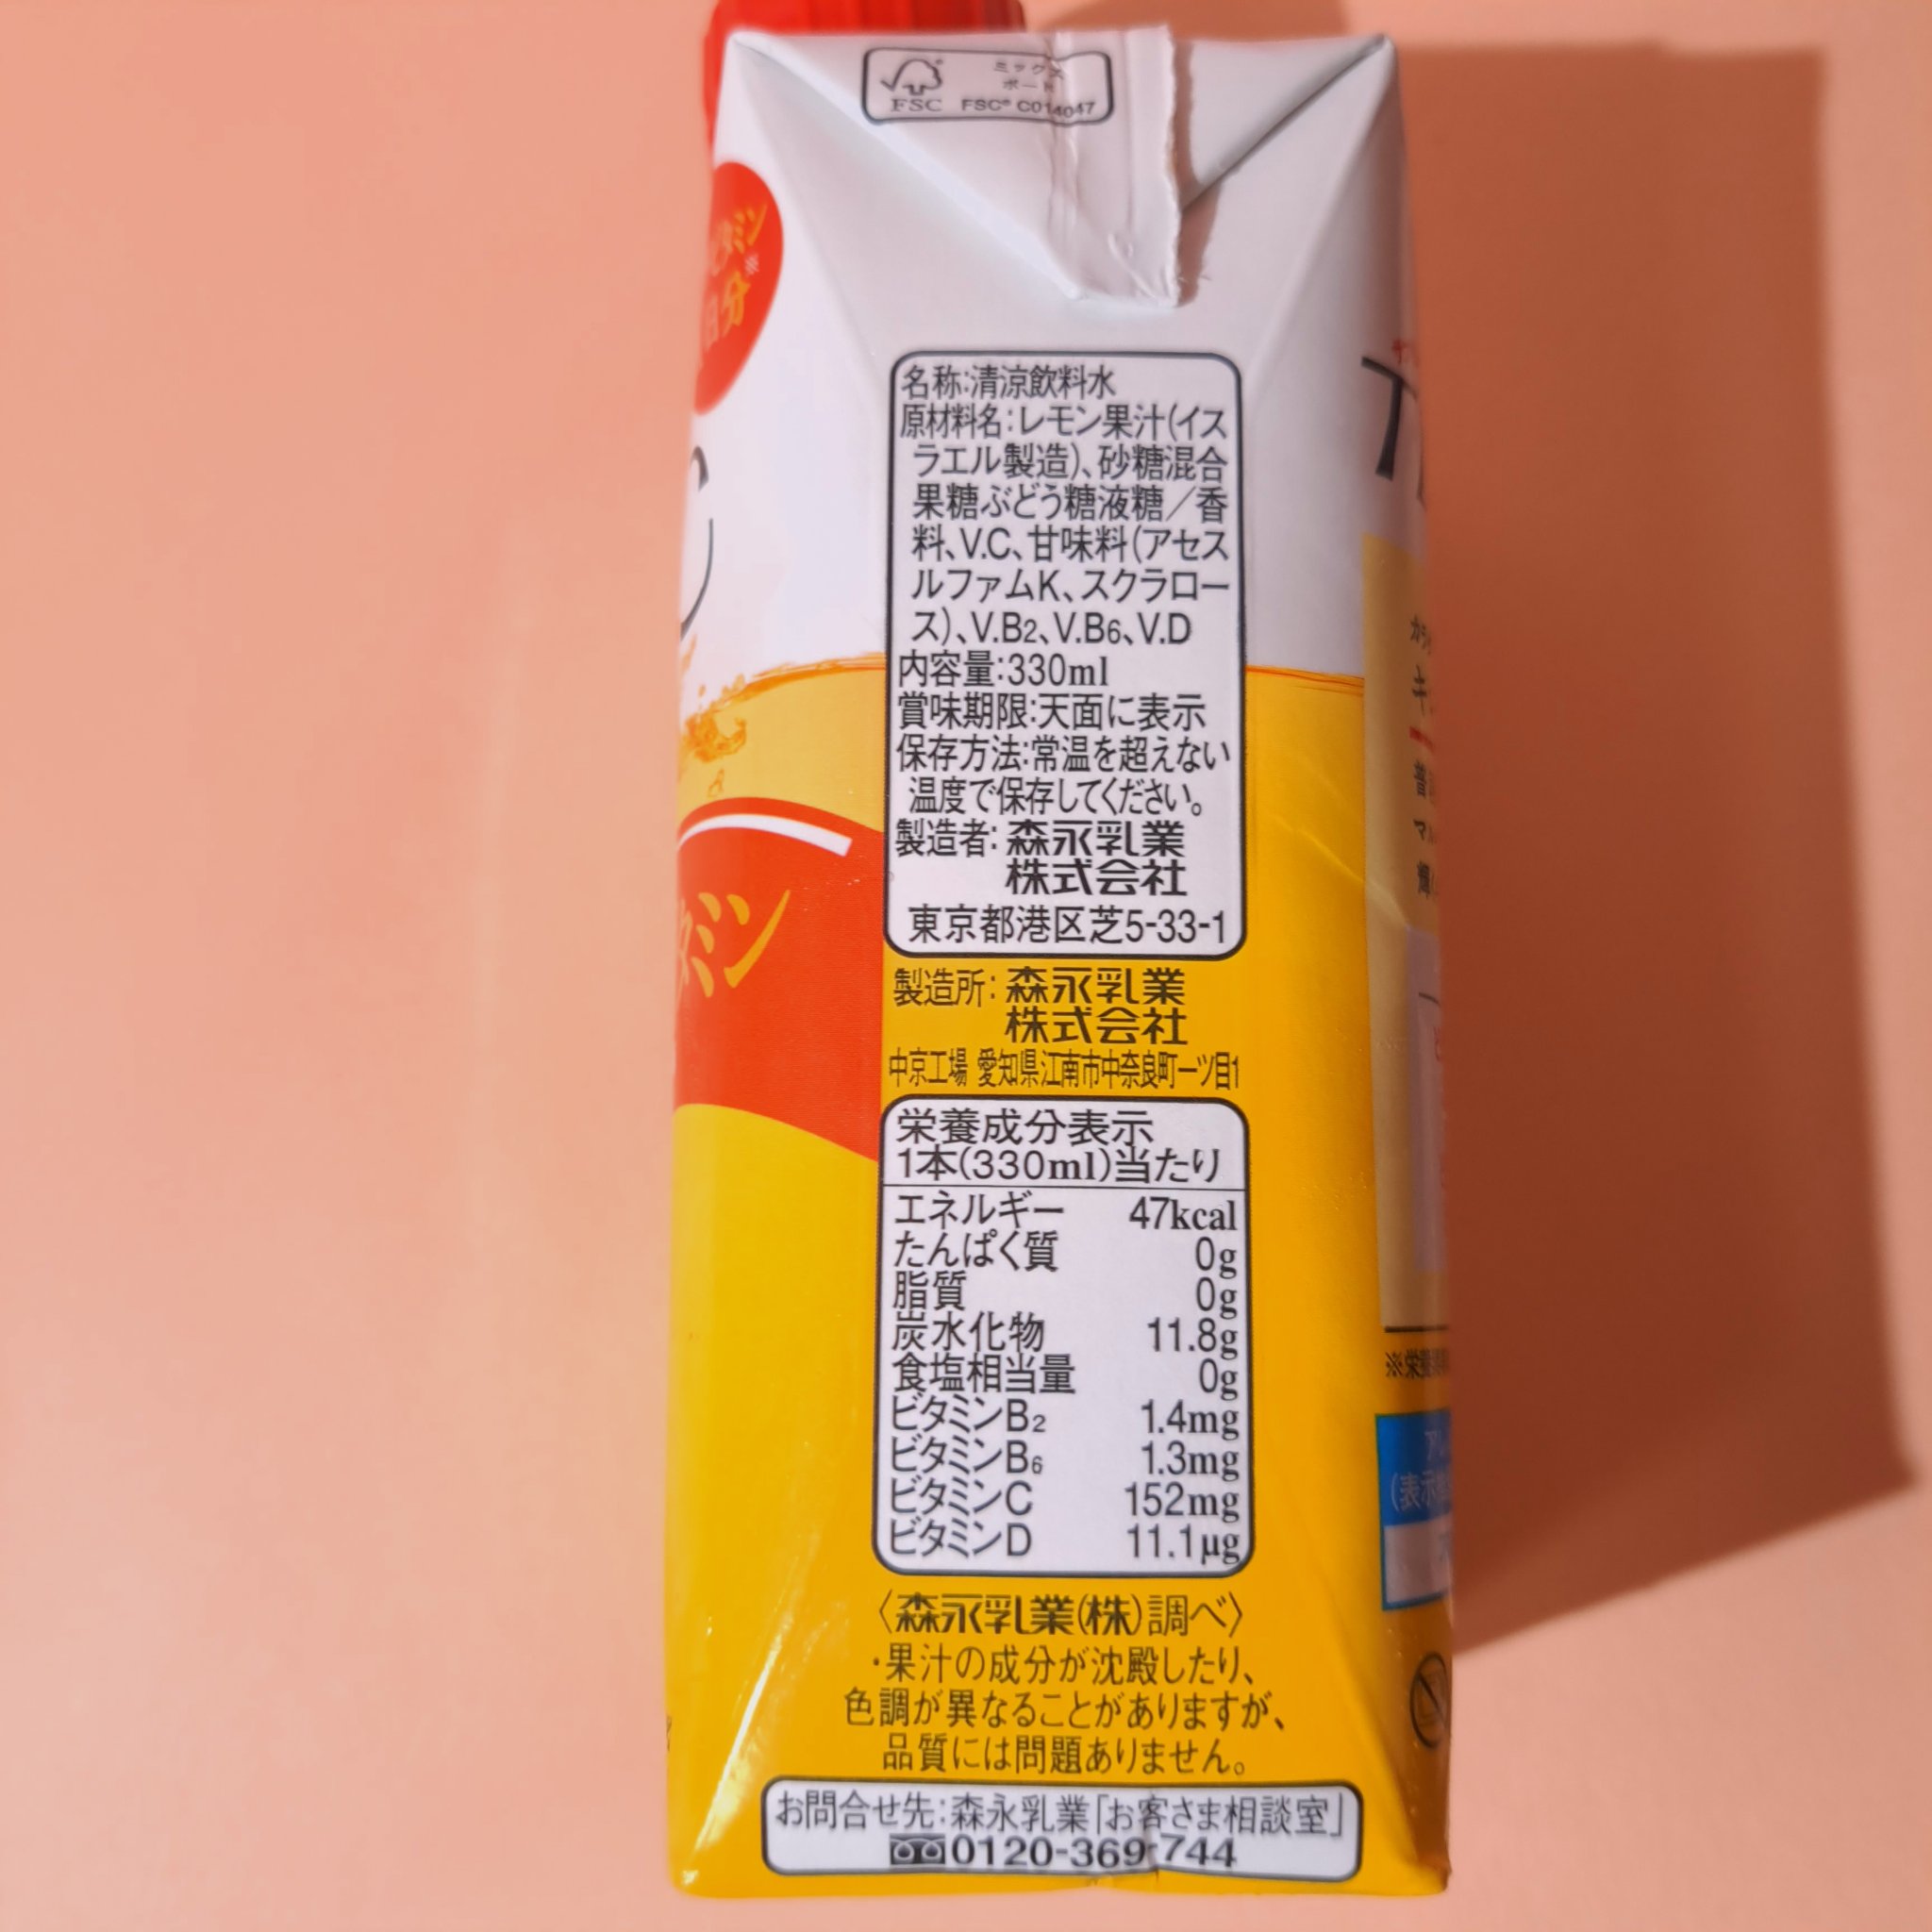 ミックス
ボード
FSC FSC® C014047
ビタミン
日分※
名称:清涼飲料水
原材料名:レモン果汁(イス
ラエル製造)、砂糖混合
果糖ぶどう糖液糖/香
料、V.C、甘味料(アセス
ルファムK、スクラロー
ス)、V.B2、V.B6、V.D
内容量:330ml
賞味期限:天面に表示
保存方法:常温を超えない
温度で保存してください。
製造者:森永乳業
株式会社
東京都港区芝5-33-1
製造所:森永乳業
株式会社
中京工場 愛知県江南市中奈良町一ツ目1
栄養成分表示
1本(330ml)当たり
エネルギー 47kcal
たんぱく質 0g
脂質 0g
炭水化物 11.8g
食塩相当量 0g
ビタミンB2 1.4mg
ビタミンB6 1.3mg
ビタミンC 152mg
ビタミンD 11.1μg
〈森永乳業(株)調べ〉
・果汁の成分が沈殿したり、
色調が異なることがありますが、
品質には問題ありません。
お問合せ先:森永乳業「お客さま相談室」
0120-369-744